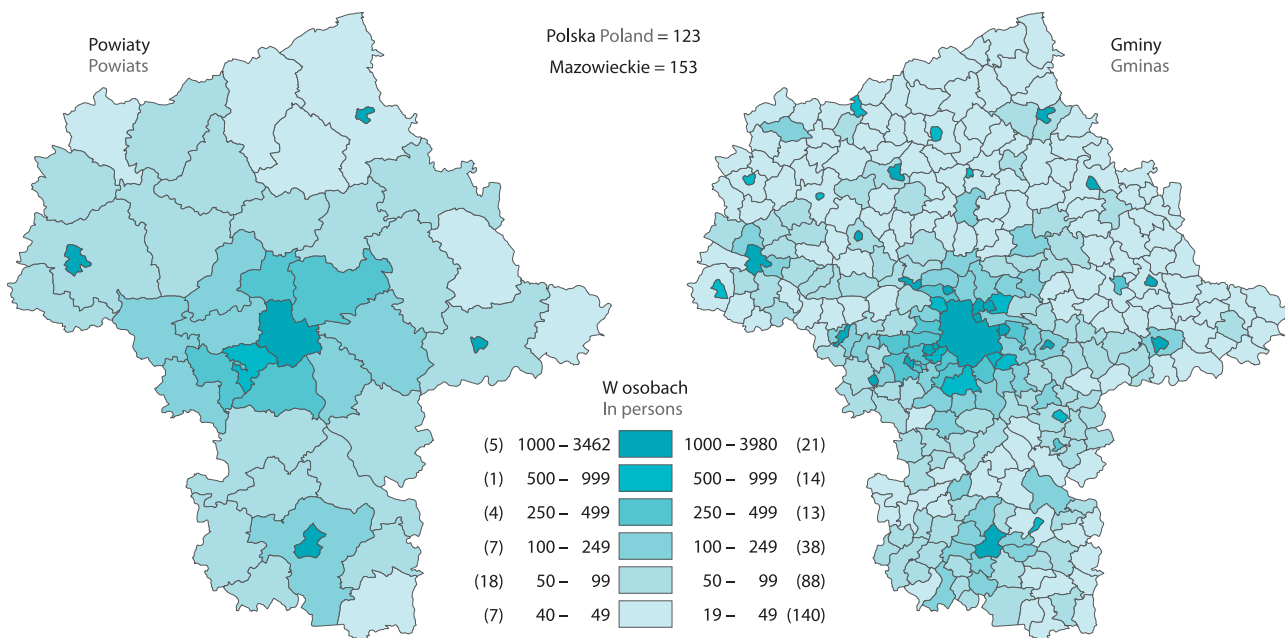 Powiaty
Powiats
Polska Poland = 123
Mazowieckie = 153
Gminy
Gminas
W osobach
In persons
(5) 1000 – 3462 1000 – 3980 (21)
(1) 500 – 999 500 – 999 (14)
(4) 250 – 499 250 – 499 (13)
(7) 100 – 249 100 – 249 (38)
(18) 50 – 99 50 – 99 (88)
(7) 40 – 49 19 – 49 (140)